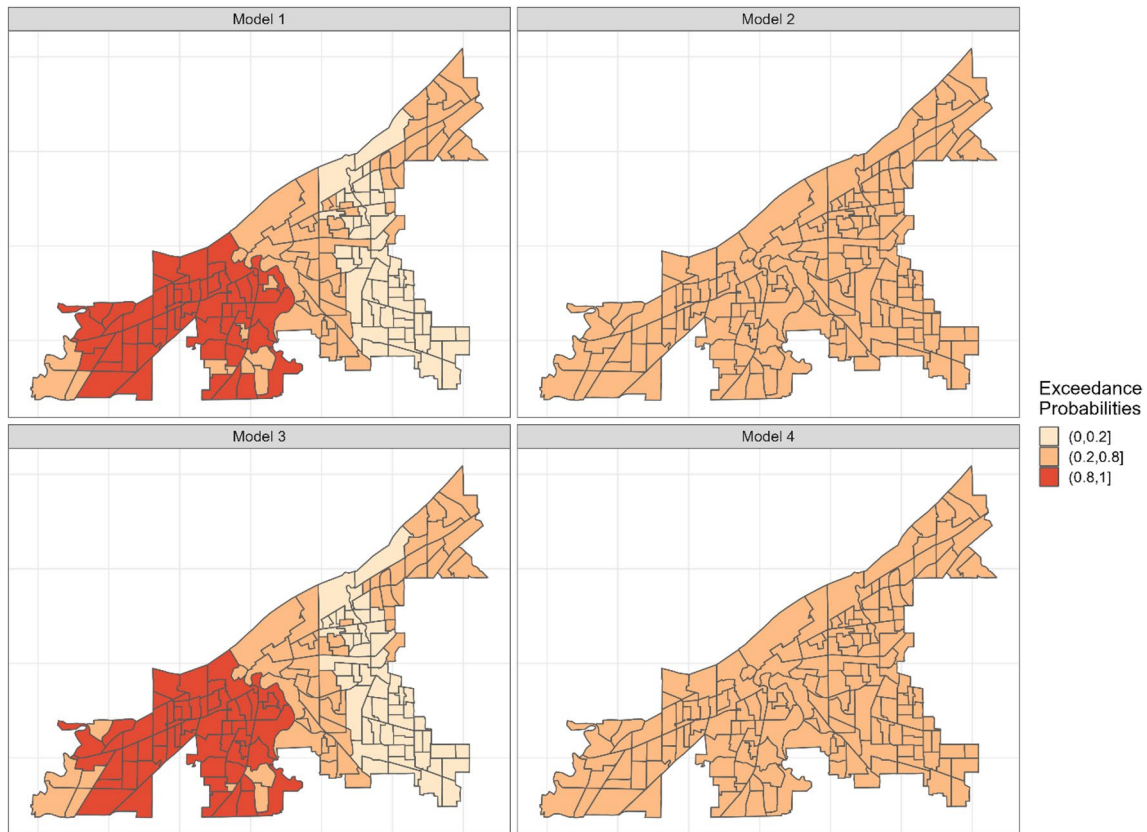 Model 1
Model 2
Model 3
Model 4
Exceedance
Probabilities
(0,0.2]
(0.2,0.8]
(0.8,1]